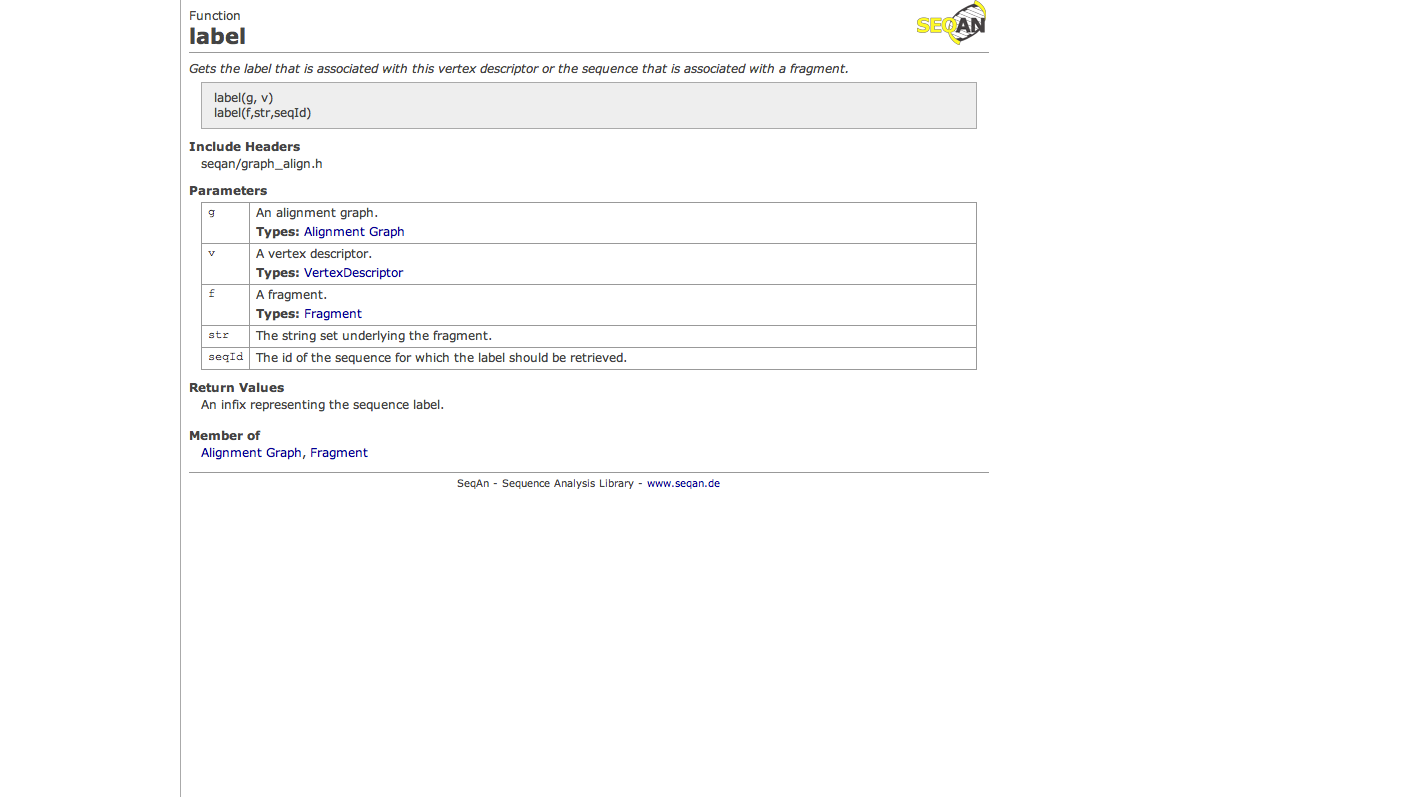 Function
SEQAN
label
Gets the label that is associated with this vertex descriptor or the sequence that is associated with a fragment.
label(g, v)
label(f,str,seqId)
Include Headers
seqan/graph_align.h
Parameters
g An alignment graph.
Types: Alignment Graph
v A vertex descriptor.
Types: VertexDescriptor
f A fragment.
Types: Fragment
str The string set underlying the fragment.
seqId The id of the sequence for which the label should be retrieved.
Return Values
An infix representing the sequence label.
Member of
Alignment Graph, Fragment
SeqAn - Sequence Analysis Library - www.seqan.de